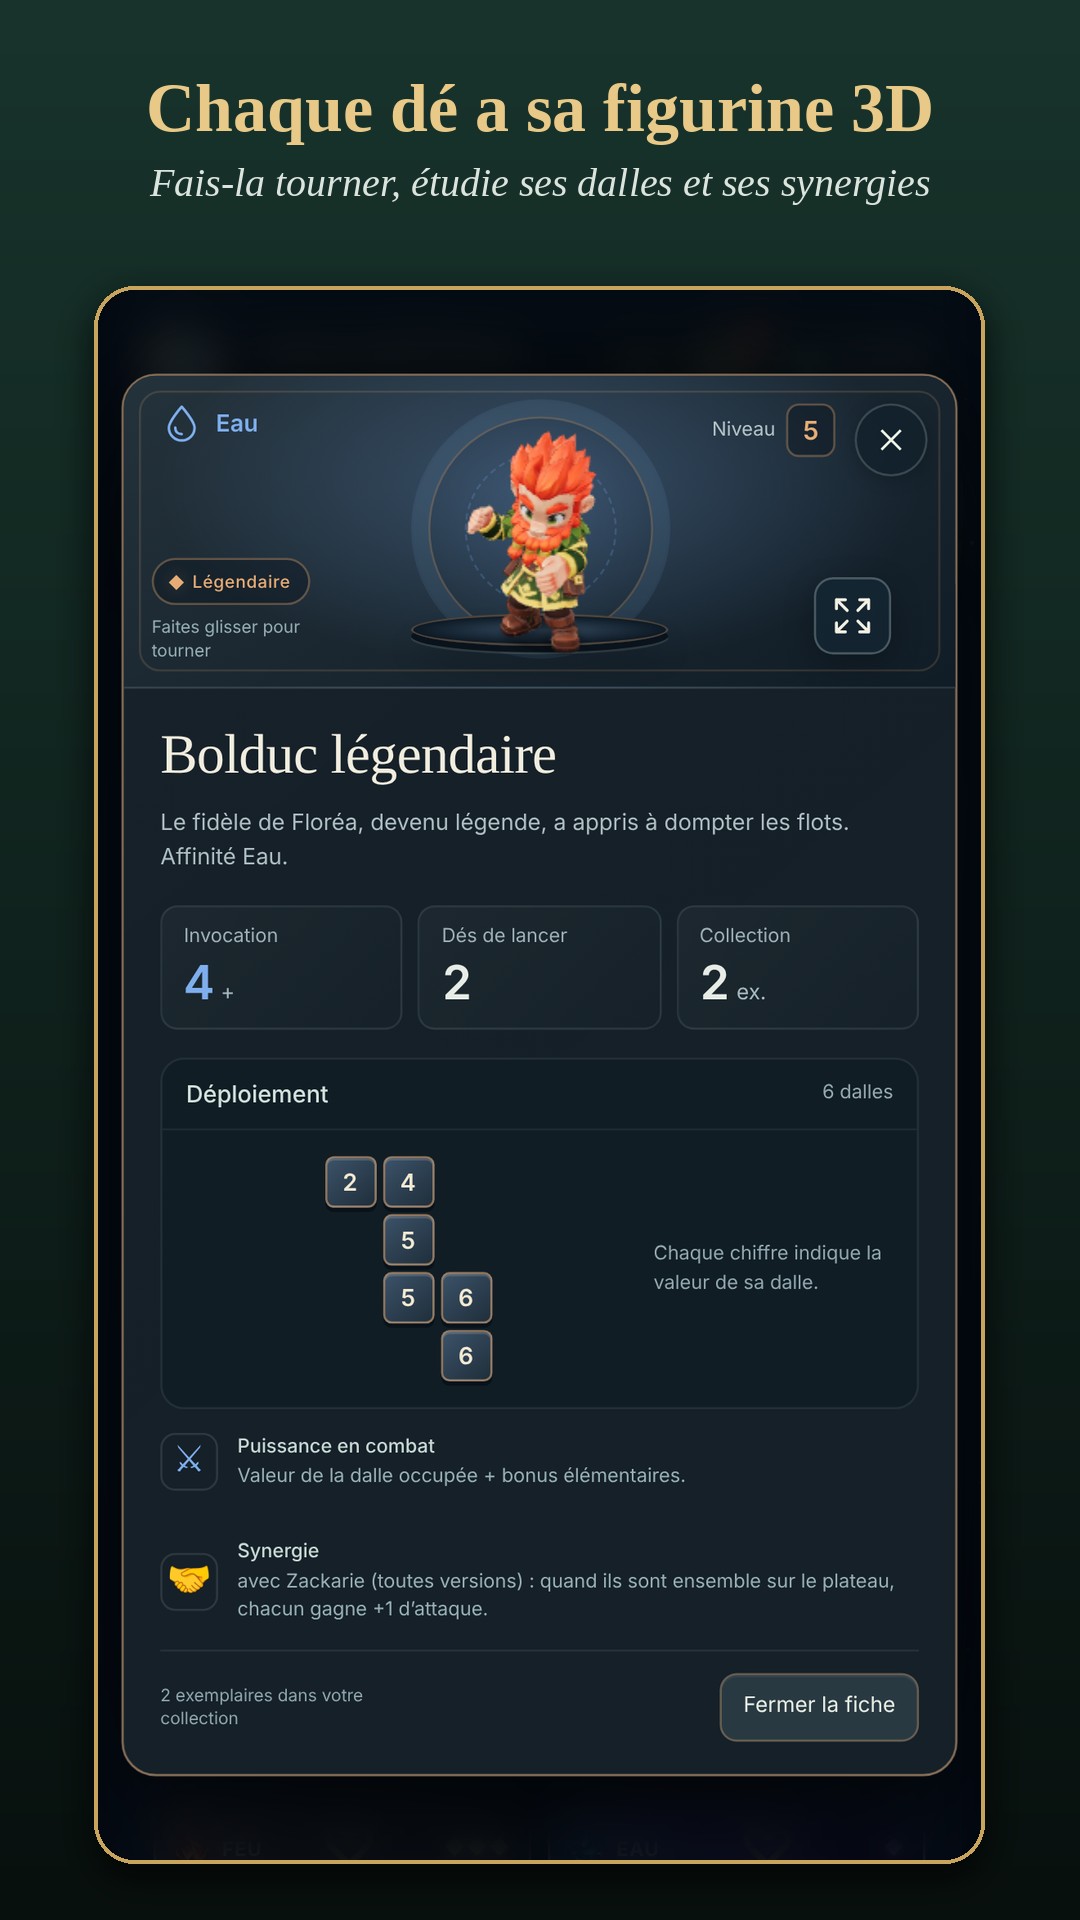 Chaque dé a sa figurine 3D
Fais-la tourner, étudie ses dalles et ses synergies
Eau
Niveau 5
Légendaire
Faites glisser pour
tourner
Bolduc légendaire
Le fidèle de Floréa, devenu légende, a appris à dompter les flots.
Affinité Eau.
Invocation
4 +
Dés de lancer
2
Collection
2 ex.
Déploiement
6 dalles
2 4
5
5 6
6
Chaque chiffre indique la
valeur de sa dalle.
Puissance en combat
Valeur de la dalle occupée + bonus élémentaires.
Synergie
avec Zackarie (toutes versions) : quand ils sont ensemble sur le plateau,
chacun gagne +1 d’attaque.
2 exemplaires dans votre
collection
Fermer la fiche
FEU
EAU